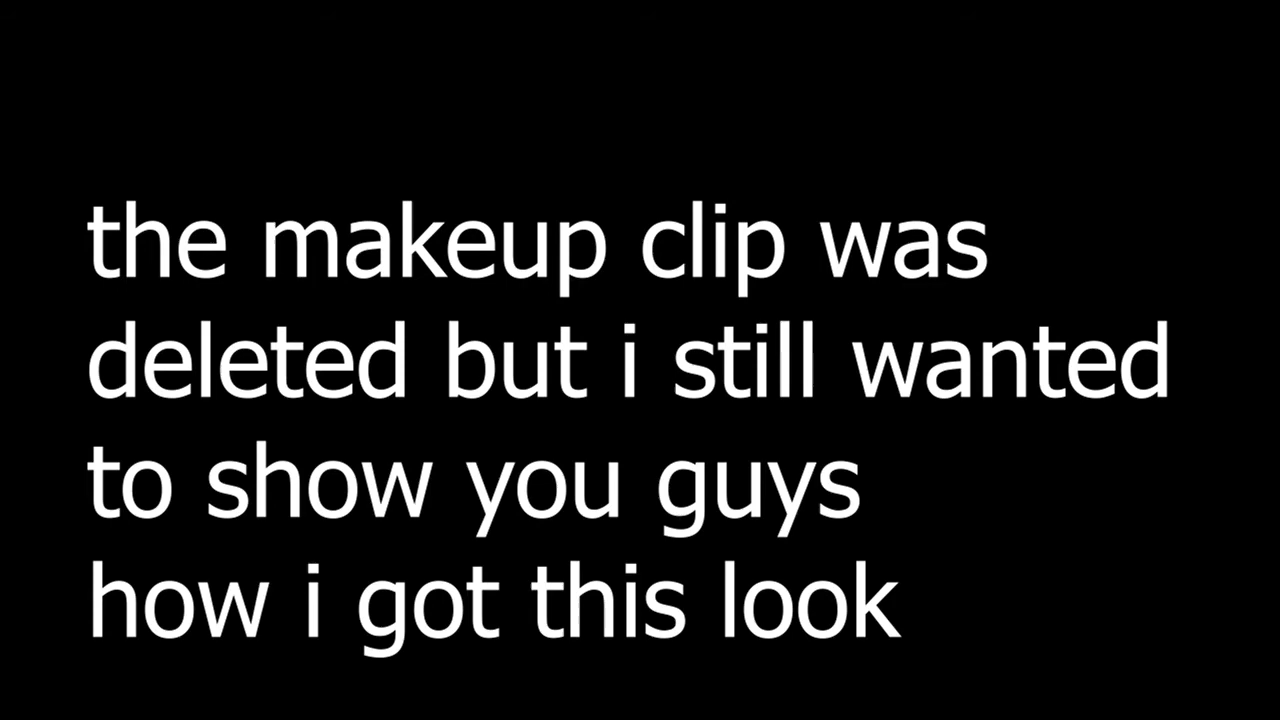 the makeup clip was
deleted but i still wanted
to show you guys
how i got this look